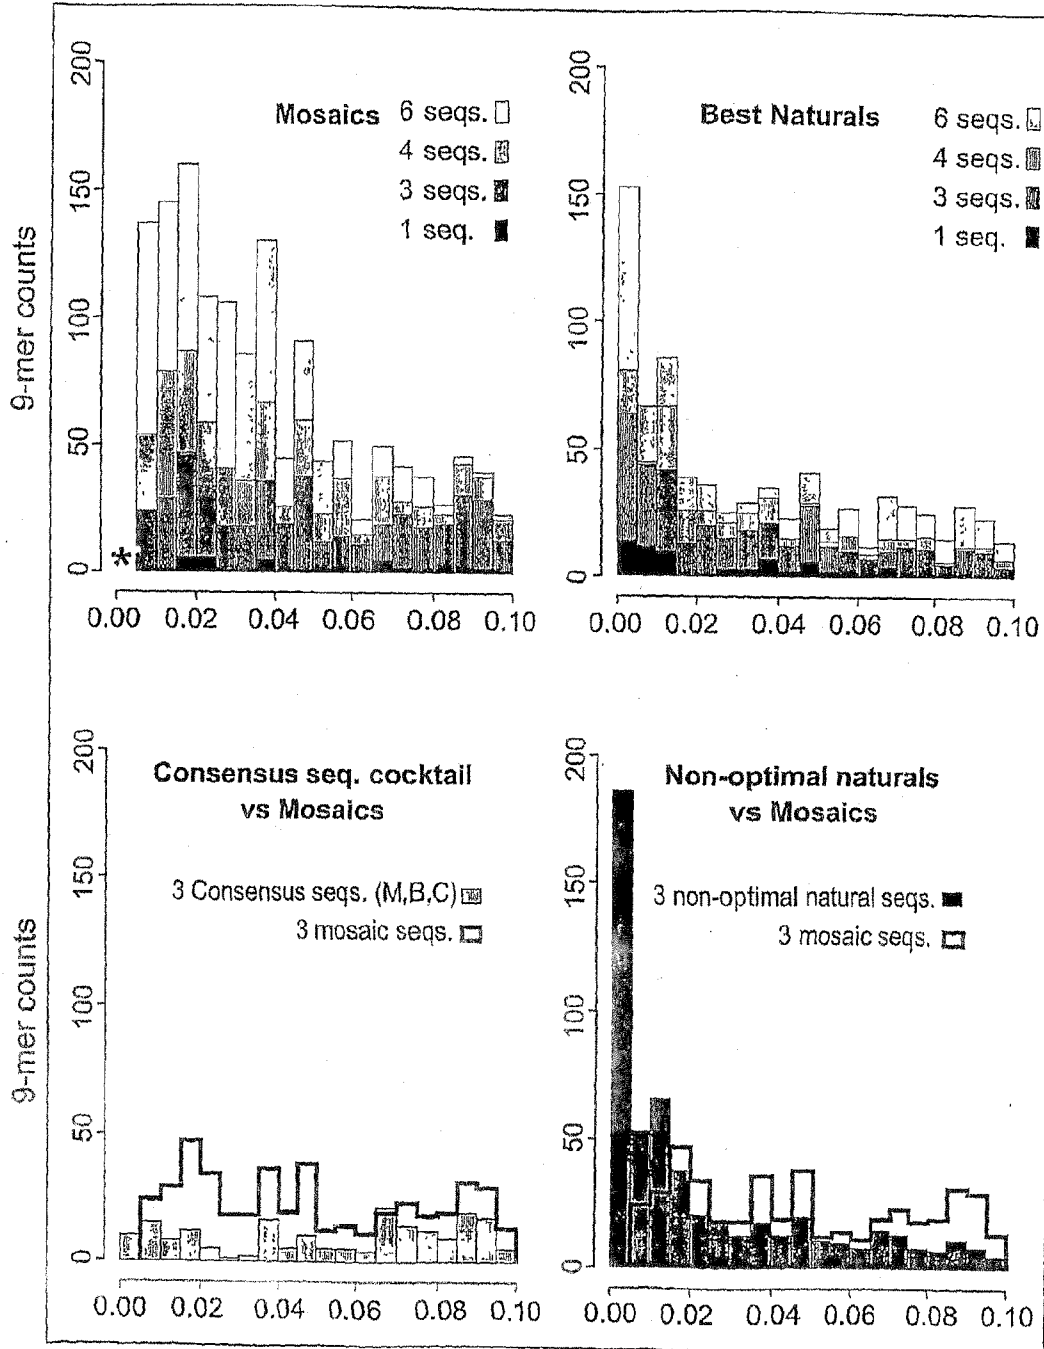 200
150
100
50
0
9-mer counts
Mosaics
6 seqs.
4 seqs.
3 seqs.
1 seq.
*
0.00 0.02 0.04 0.06 0.08 0.10
200
150
100
50
0
Best Naturals
6 seqs.
4 seqs.
3 seqs.
1 seq.
0.00 0.02 0.04 0.06 0.08 0.10
200
150
100
50
0
9-mer counts
Consensus seq. cocktail
vs Mosaics
3 Consensus seqs. (M,B,C)
3 mosaic seqs.
0.00 0.02 0.04 0.06 0.08 0.10
200
150
100
50
0
Non-optimal naturals
vs Mosaics
3 non-optimal natural seqs.
3 mosaic seqs.
0.00 0.02 0.04 0.06 0.08 0.10